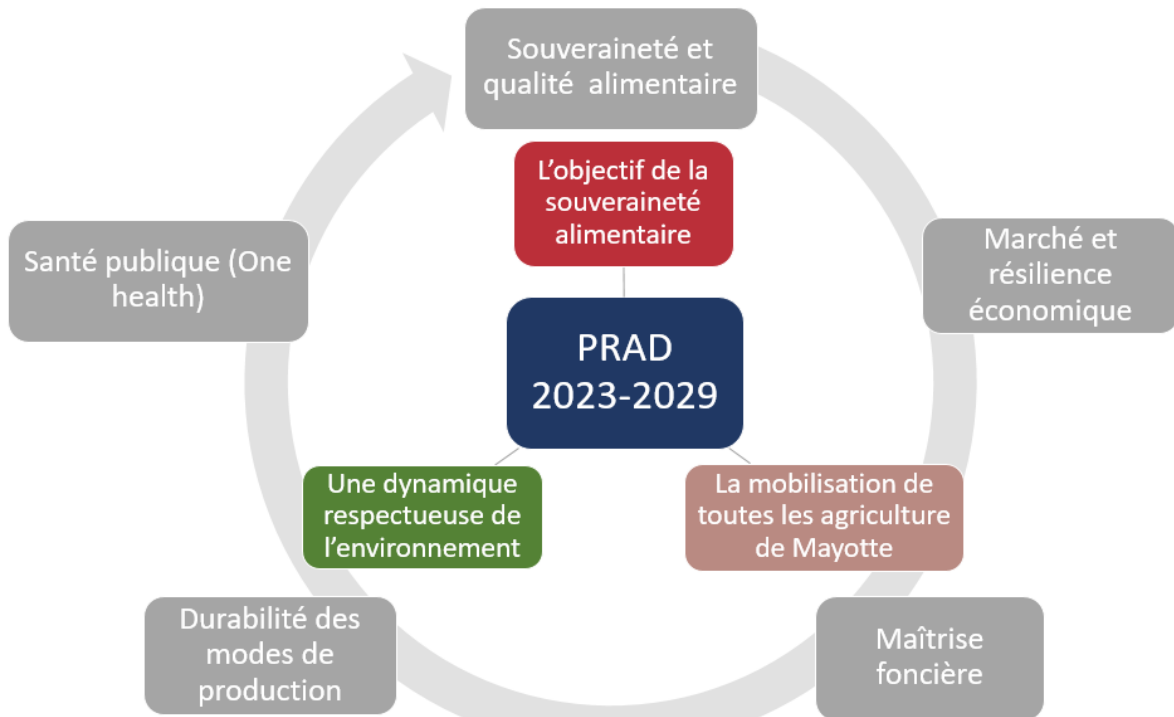 Souveraineté et
qualité alimentaire
L’objectif de la
souveraineté
alimentaire
Santé publique (One
health)
Marché et
résilience
économique
PRAD
2023-2029
Une dynamique
respectueuse de
l’environnement
La mobilisation de
toutes les agriculture
de Mayotte
Durabilité des
modes de
production
Maîtrise
foncière